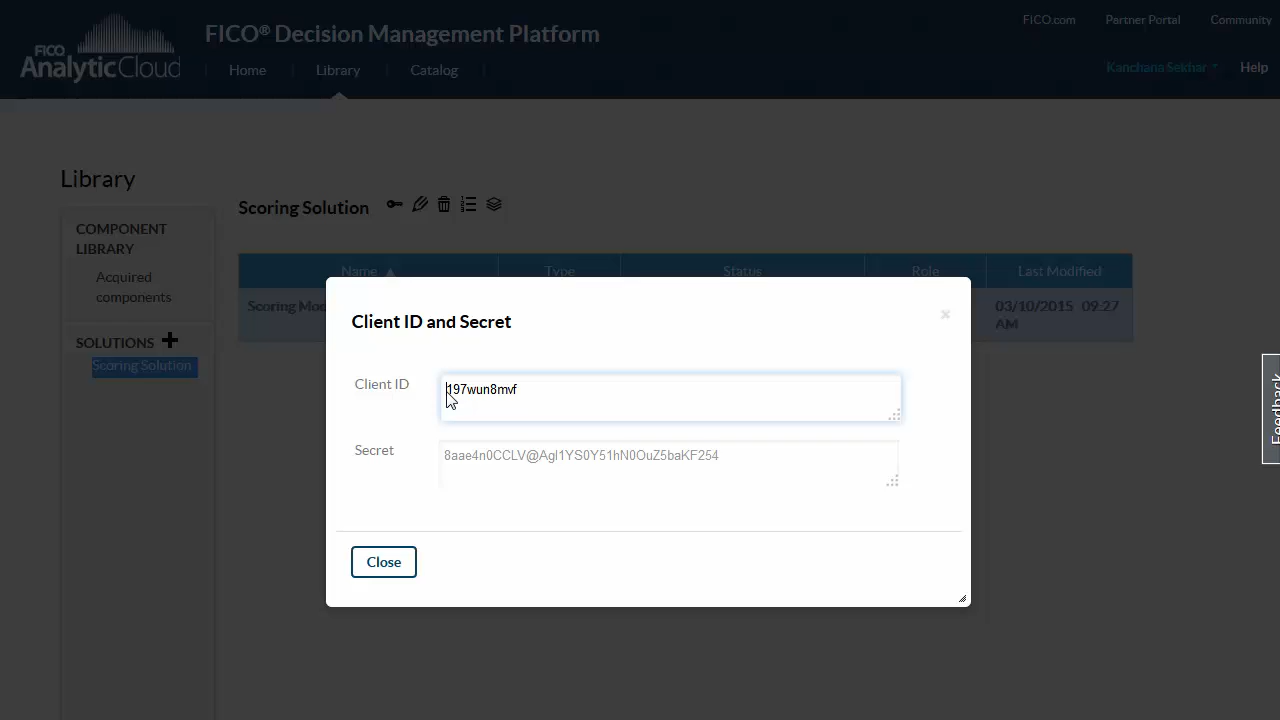 FICO.com Partner Portal Community
FICO® Decision Management Platform
FICO
AnalyticCloud
Home Library Catalog
Kanchana Sekhar Help
Library
Scoring Solution
COMPONENT
LIBRARY
Acquired
components
SOLUTIONS
Scoring Solution
Name Type Status Role Last Modified
Scoring Mod
03/10/2015 09:27
AM
Client ID and Secret
Client ID
197wun8mvf
Secret
8aae4n0CCLV@Agl1YS0Y51hN0OuZ5baKF254
Close
Feedback